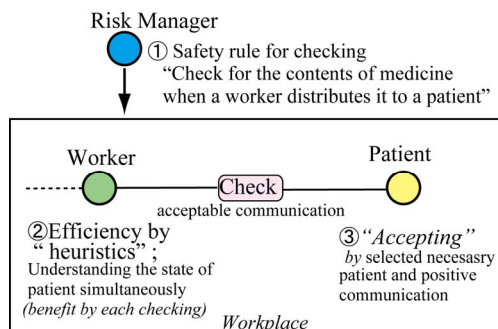 Risk Manager
① Safety rule for checking
“Check for the contents of medicine
when a worker distributes it to a patient”
Worker
Check
Patient
acceptable communication
②Efficiency by
“ heuristics” ;
Understanding the state of
patient simultaneously
(benefit by each checking)
③ “Accepting”
by selected necesasry
patient and positive
communication
Workplace